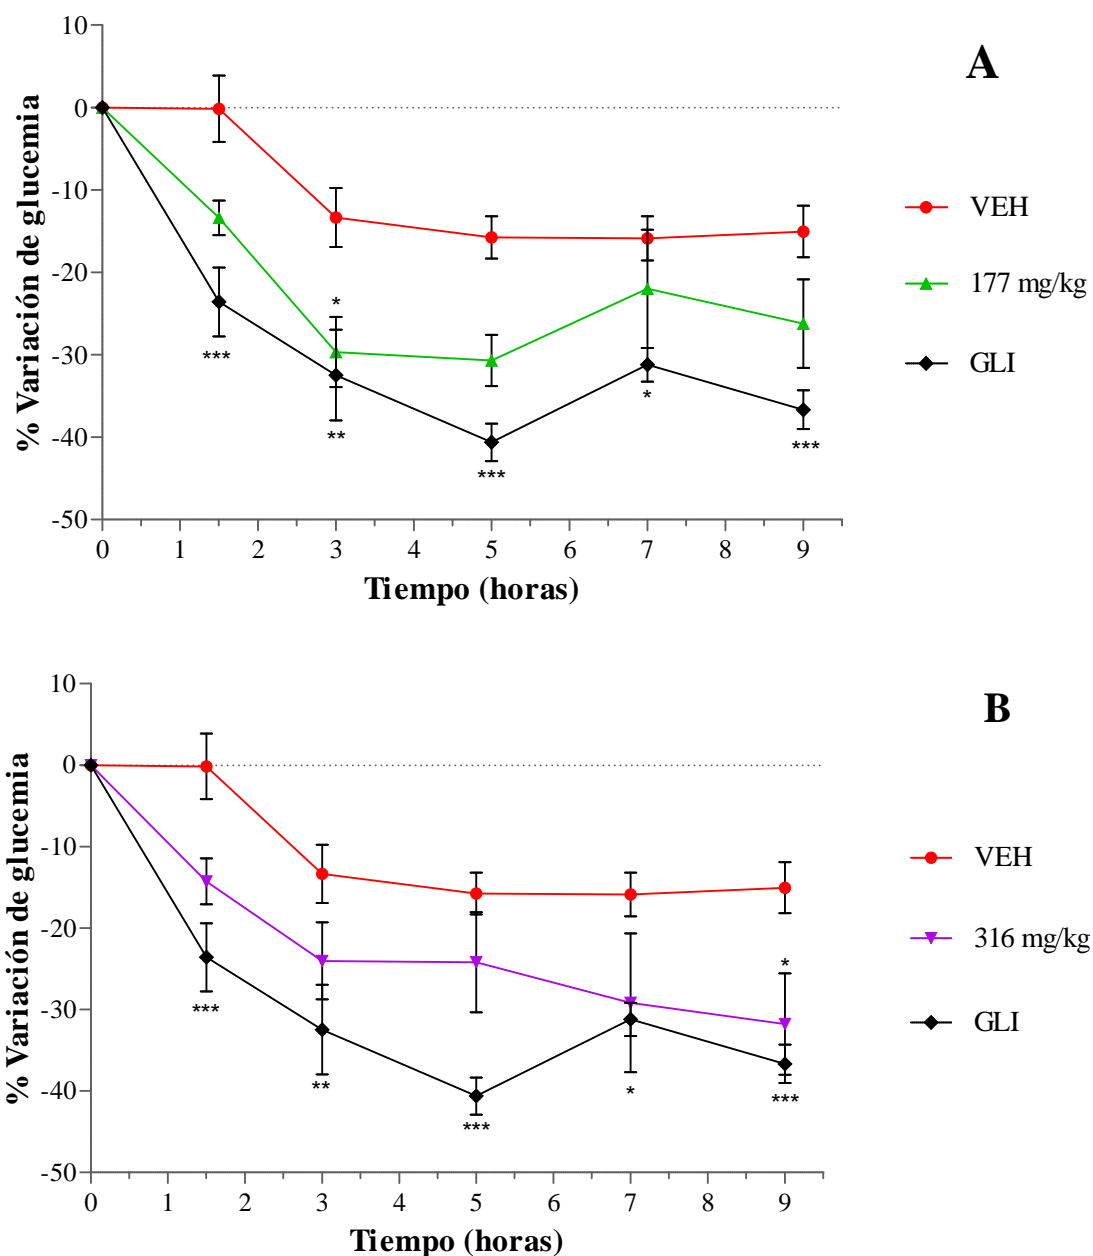 A
10
0
-10
-20
-30
-40
-50
% Variación de glucemia
*
***
**
***
*
***
0 1 2 3 4 5 6 7 8 9
Tiempo (horas)
VEH
177 mg/kg
GLI
B
10
0
-10
-20
-30
-40
-50
% Variación de glucemia
*
***
**
***
*
***
0 1 2 3 4 5 6 7 8 9
Tiempo (horas)
VEH
316 mg/kg
GLI